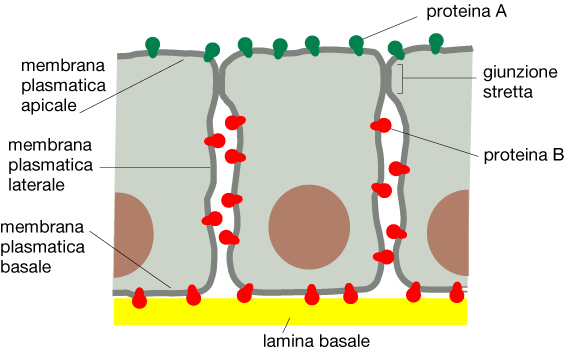 proteina A
membrana
plasmatica
apicale
giunzione
stretta
membrana
plasmatica
laterale
proteina B
membrana
plasmatica
basale
lamina basale